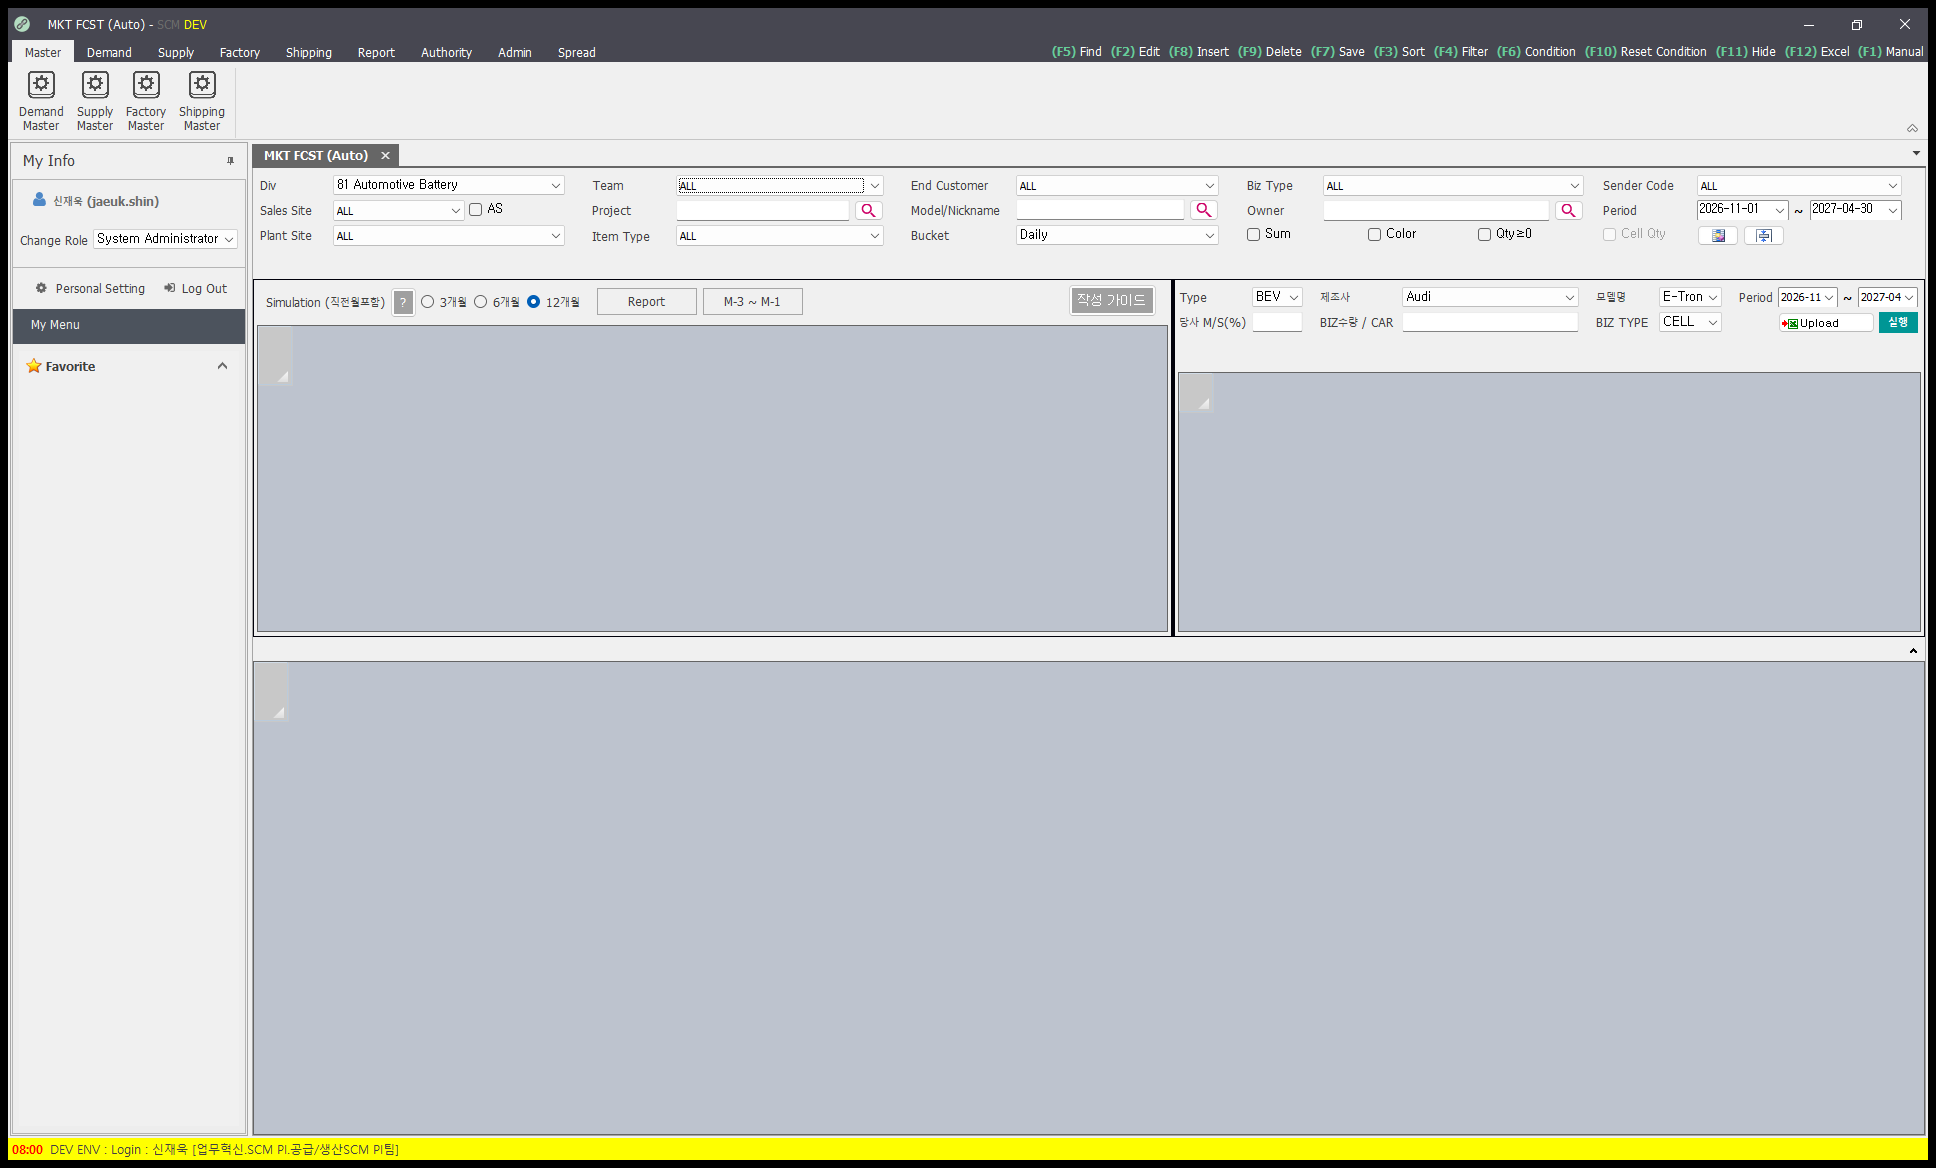 MKT FCST (Auto) - SCM DEV
Master Demand Supply Factory Shipping Report Authority Admin Spread (F5) Find (F2) Edit (F8) Insert (F9) Delete (F7) Save (F3) Sort (F4) Filter (F6) Condition (F10) Reset Condition (F11) Hide (F12) Excel (F1) Manual
Demand Master
Supply Master
Factory Master
Shipping Master
My Info
신재욱 (jaeuk.shin)
Change Role System Administrator
Personal Setting Log Out
My Menu
Favorite
MKT FCST (Auto)
Div 81 Automotive Battery Team ALL End Customer ALL Biz Type ALL Sender Code ALL
Sales Site ALL AS Project Model/Nickname Owner Period 2026-11-01 ~ 2027-04-30
Plant Site ALL Item Type ALL Bucket Daily Sum Color Qty≥0 Cell Qty
Simulation (직전월포함) ? 3개월 6개월 12개월 Report M-3 ~ M-1 작성 가이드
Type BEV 제조사 Audi 모델명 E-Tron Period 2026-11 ~ 2027-04
당사 M/S(%) BIZ수량 / CAR BIZ TYPE CELL Upload 실행
08:00 DEV ENV : Login : 신재욱 [업무혁신.SCM PI.공급/생산SCM PI팀]